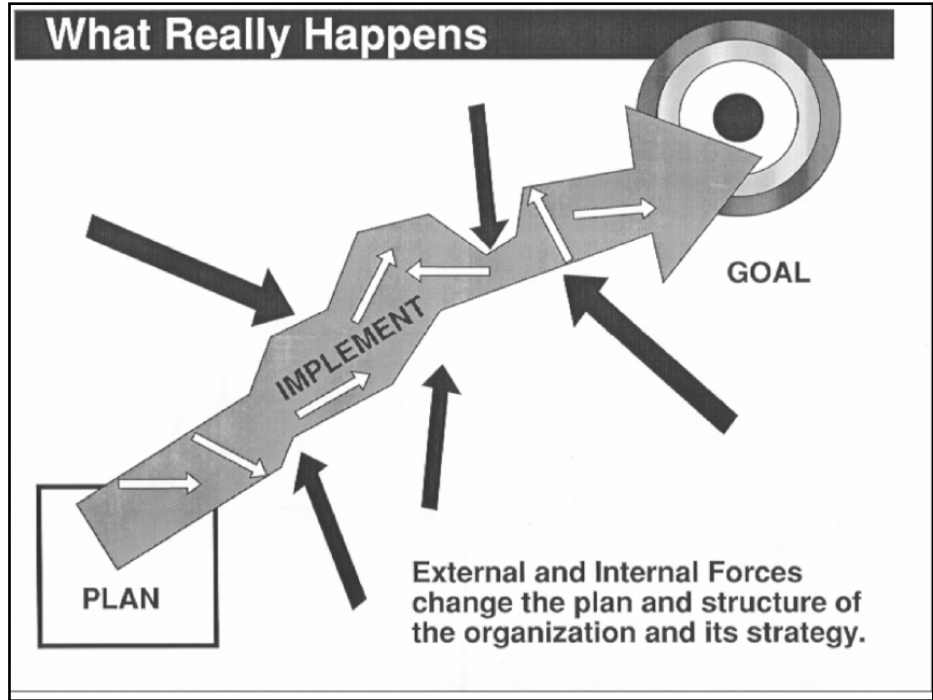 What Really Happens
GOAL
IMPLEMENT
PLAN
External and Internal Forces
change the plan and structure of
the organization and its strategy.